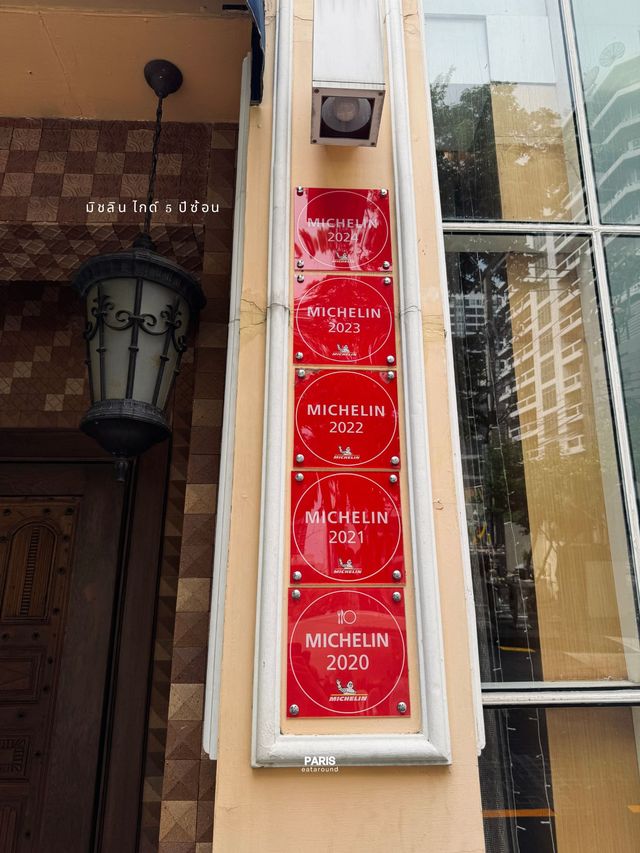 มิชลิน ไกด์ 5 ปีซ้อน
MICHELIN
2024
MICHELIN
MICHELIN
2023
MICHELIN
MICHELIN
2022
MICHELIN
MICHELIN
2021
MICHELIN
MICHELIN
2020
MICHELIN
PARIS
eataround